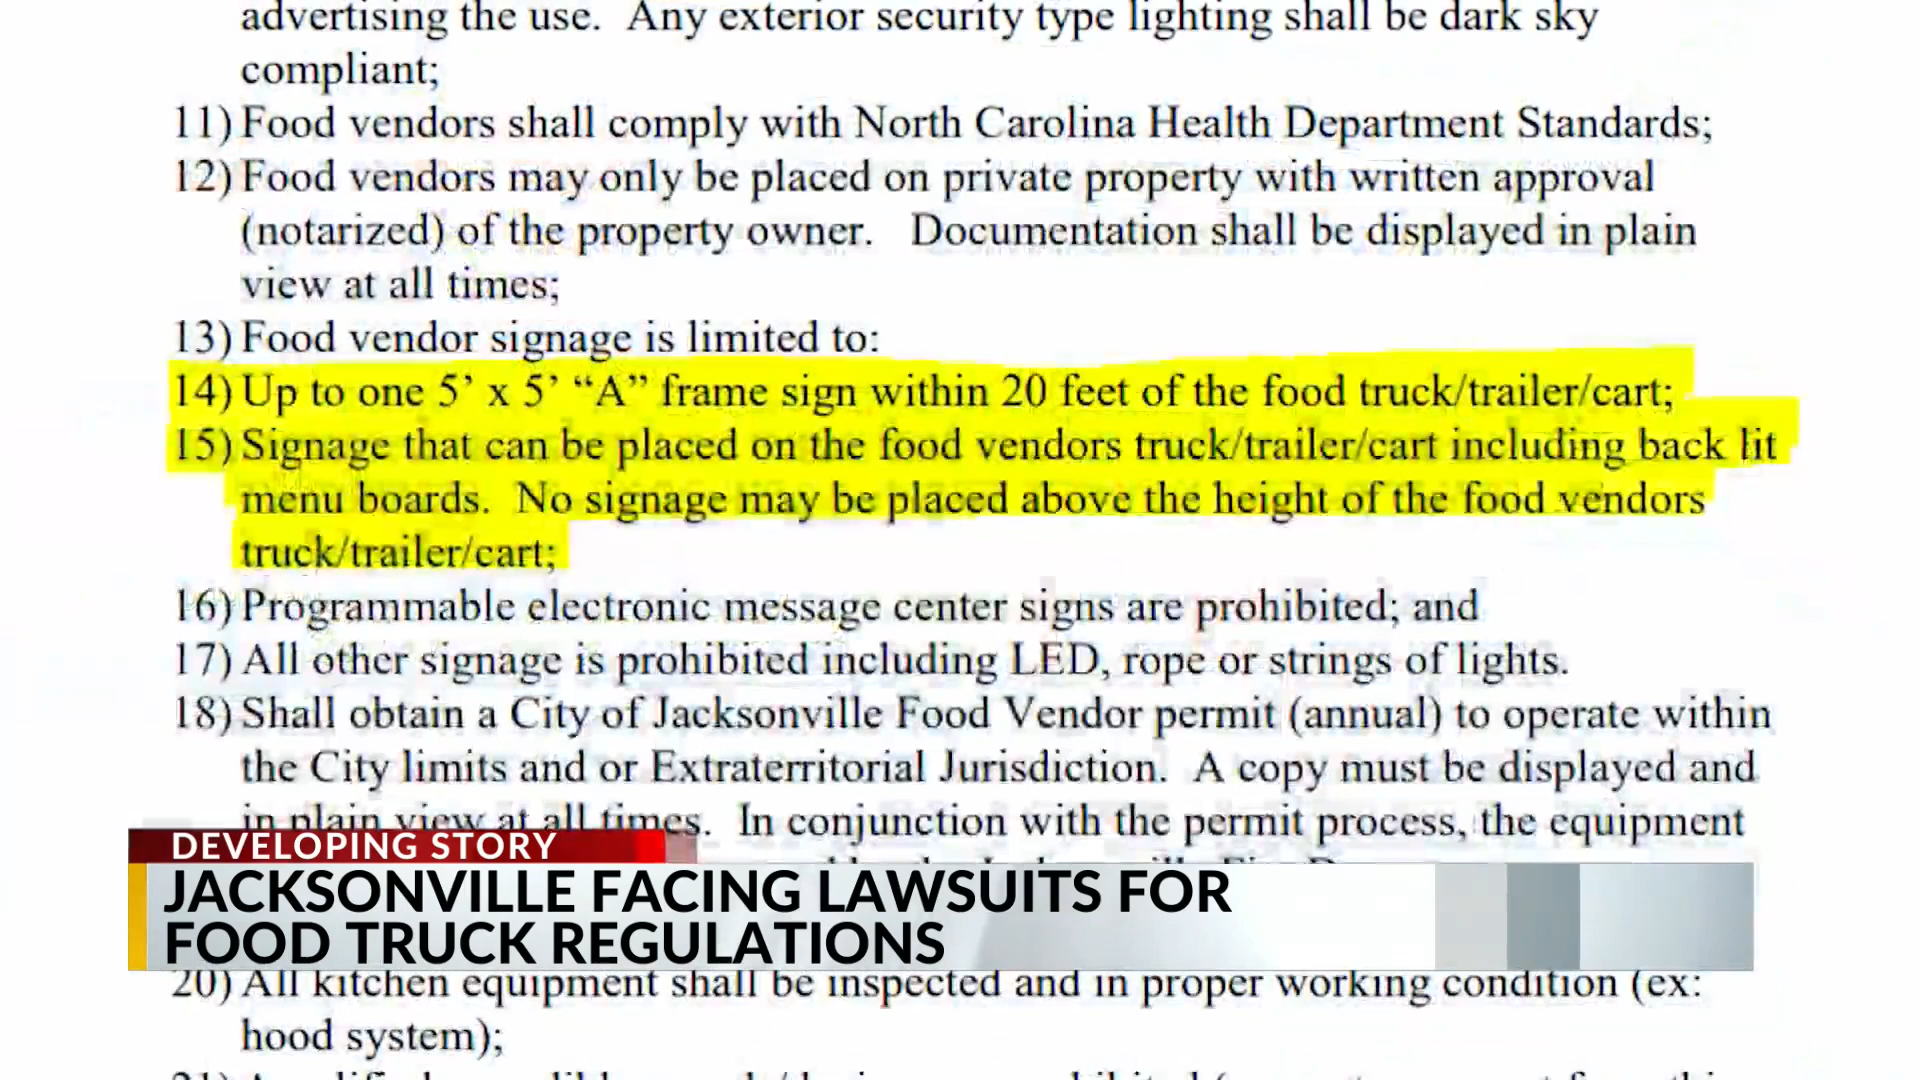 advertising the use.  Any exterior security type lighting shall be dark sky
compliant;
11) Food vendors shall comply with North Carolina Health Department Standards;
12) Food vendors may only be placed on private property with written approval
(notarized) of the property owner.   Documentation shall be displayed in plain
view at all times;
13) Food vendor signage is limited to:
14) Up to one 5’ x 5’ “A” frame sign within 20 feet of the food truck/trailer/cart;
15) Signage that can be placed on the food vendors truck/trailer/cart including back lit
menu boards.  No signage may be placed above the height of the food vendors
truck/trailer/cart;
16) Programmable electronic message center signs are prohibited; and
17) All other signage is prohibited including LED, rope or strings of lights.
18) Shall obtain a City of Jacksonville Food Vendor permit (annual) to operate within
the City limits and or Extraterritorial Jurisdiction.  A copy must be displayed and
in plain view at all times.  In conjunction with the permit process, the equipment
DEVELOPING STORY
JACKSONVILLE FACING LAWSUITS FOR
FOOD TRUCK REGULATIONS
20) All kitchen equipment shall be inspected and in proper working condition (ex:
hood system);